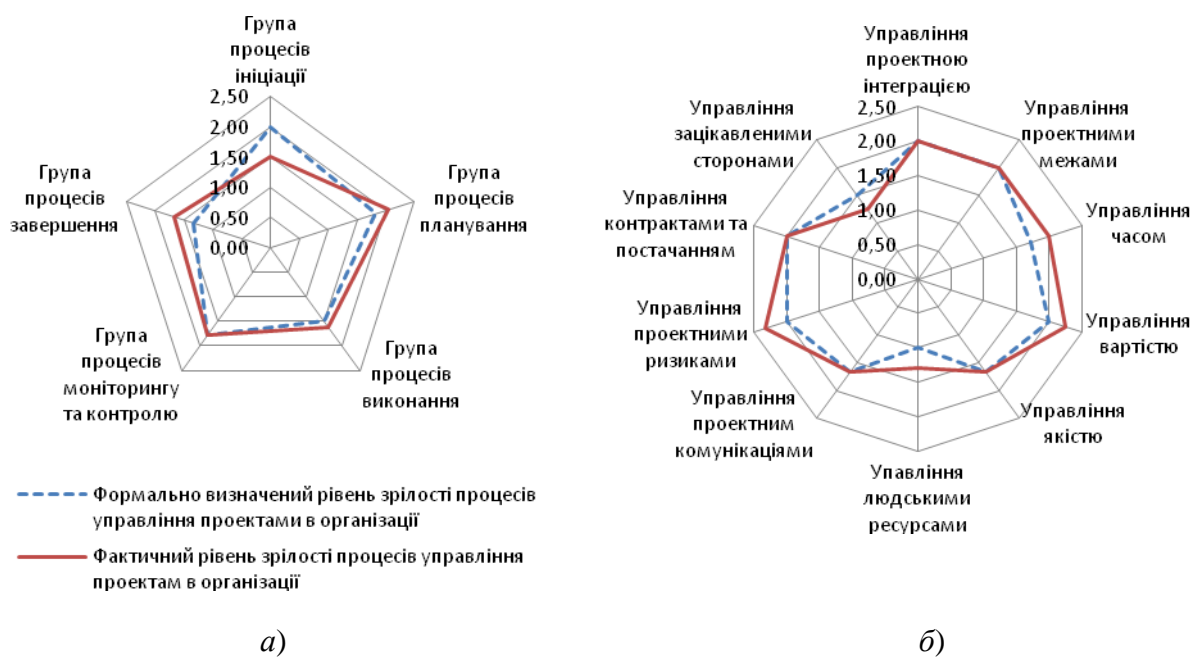 Група
процесів
ініціації
2,50
2,00
1,50
1,00
0,50
0,00
Група
процесів
планування
Група
процесів
виконання
Група
процесів
моніторингу
та контролю
Група
процесів
завершення
Формально визначений рівень зрілості процесів
управління проектами в організації
Фактичний рівень зрілості процесів управління
проектам в організації
а)
Управління
проектною
інтеграцією
2,50
2,00
1,50
1,00
0,50
0,00
Управління
проектними
межами
Управління
часом
Управління
вартістю
Управління
якістю
Упавління
людськими
ресурсами
Управління
проектним
комунікаціями
Управління
проектними
ризиками
Управління
контрактами та
постачанням
Управління
зацікавленими
сторонами
б)